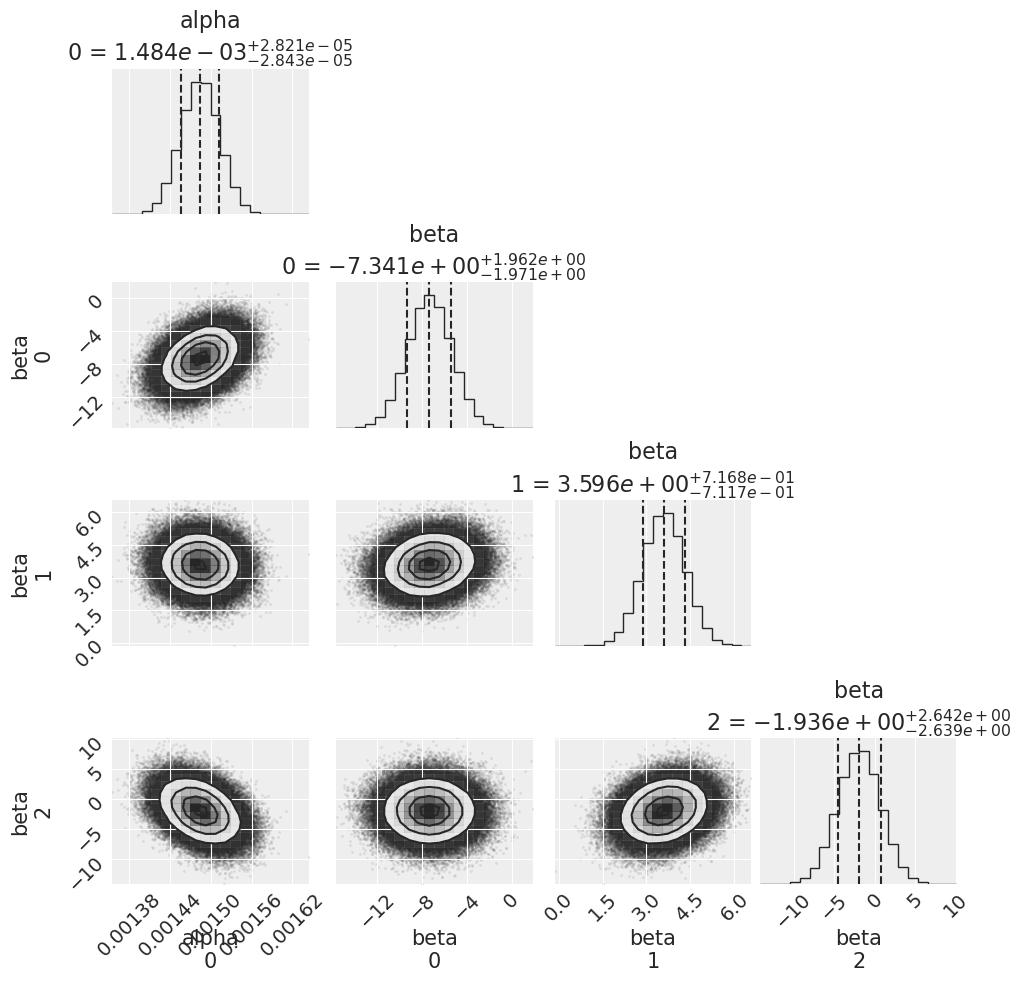 alpha
0 = 1.484e − 03 +2.821e − 05 −2.843e − 05
beta
0 = −7.341e + 00 +1.962e + 00 −1.971e + 00
beta
0
0
−4
−8
−12
beta
1 = 3.596e + 00 +7.168e − 01 −7.117e − 01
beta
1
6.0
4.5
3.0
1.5
0.0
beta
2 = −1.936e + 00 +2.642e + 00 −2.639e + 00
beta
2
10
5
0
−5
−10
0.00138 0.00144 0.00150 0.00156 0.00162
−12 −8 −4 0
0.0 1.5 3.0 4.5 6.0
−10 −5 0 5 10
alpha
0
beta
0
beta
1
beta
2